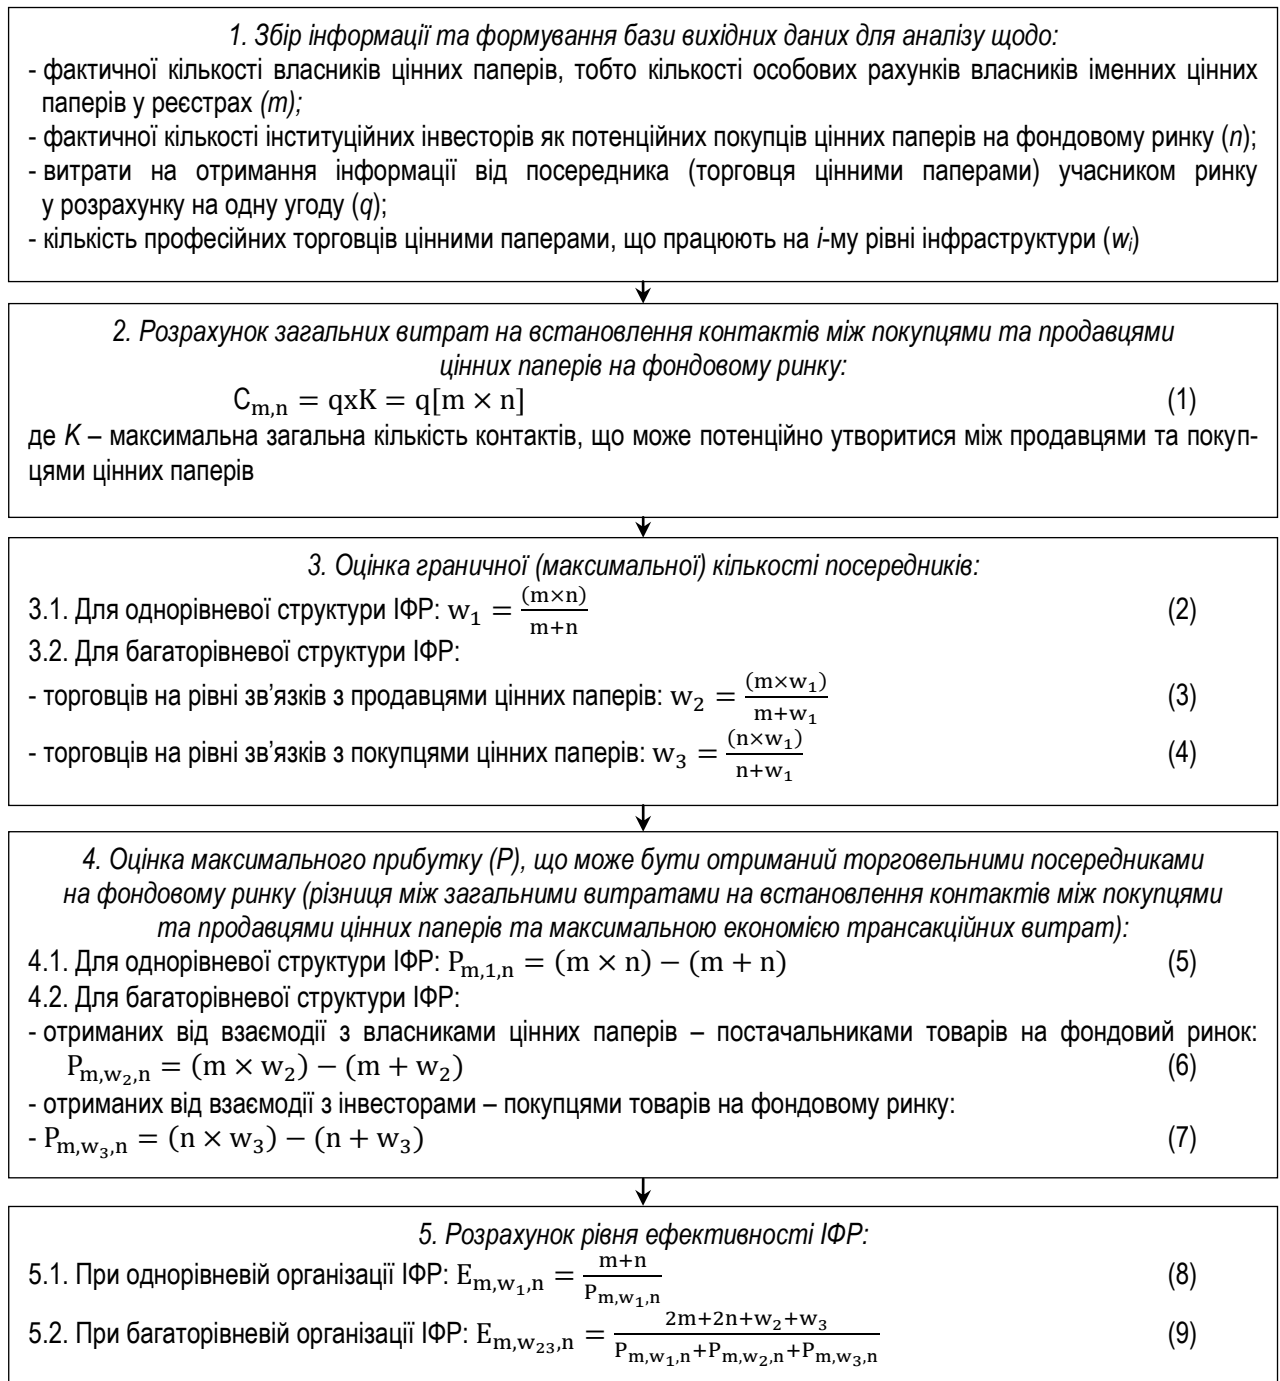 1. Збір інформації та формування бази вихідних даних для аналізу щодо:
- фактичної кількості власників цінних паперів, тобто кількості особових рахунків власників іменних цінних
паперів у реєстрах (m);
- фактичної кількості інституційних інвесторів як потенційних покупців цінних паперів на фондовому ринку (n);
- витрати на отримання інформації від посередника (торговця цінними паперами) учасником ринку
у розрахунку на одну угоду (q);
- кількість професійних торговців цінними паперами, що працюють на i-му рівні інфраструктури (wᵢ)
2. Розрахунок загальних витрат на встановлення контактів між покупцями та продавцями
цінних паперів на фондовому ринку:
C_{m,n} = qxK = q[m × n] (1)
де K – максимальна загальна кількість контактів, що може потенційно утворитися між продавцями та покуп-
цями цінних паперів
3. Оцінка граничної (максимальної) кількості посередників:
3.1. Для однорівневої структури ІФР: w₁ = (m×n)/(m+n) (2)
3.2. Для багаторівневої структури ІФР:
- торговців на рівні зв’язків з продавцями цінних паперів: w₂ = (m×w₁)/(m+w₁) (3)
- торговців на рівні зв’язків з покупцями цінних паперів: w₃ = (n×w₁)/(n+w₁) (4)
4. Оцінка максимального прибутку (P), що може бути отриманий торговельними посередниками
на фондовому ринку (різниця між загальними витратами на встановлення контактів між покупцями
та продавцями цінних паперів та максимальною економією трансакційних витрат):
4.1. Для однорівневої структури ІФР: P_{m,1,n} = (m × n) − (m + n) (5)
4.2. Для багаторівневої структури ІФР:
- отриманих від взаємодії з власниками цінних паперів – постачальниками товарів на фондовий ринок:
P_{m,w₂,n} = (m × w₂) − (m + w₂) (6)
- отриманих від взаємодії з інвесторами – покупцями товарів на фондовому ринку:
- P_{m,w₃,n} = (n × w₃) − (n + w₃) (7)
5. Розрахунок рівня ефективності ІФР:
5.1. При однорівневій організації ІФР: E_{m,w₁,n} = (m+n)/(P_{m,w₁,n}) (8)
5.2. При багаторівневій організації ІФР: E_{m,w₂₃,n} = (2m+2n+w₂+w₃)/(P_{m,w₁,n}+P_{m,w₂,n}+P_{m,w₃,n}) (9)